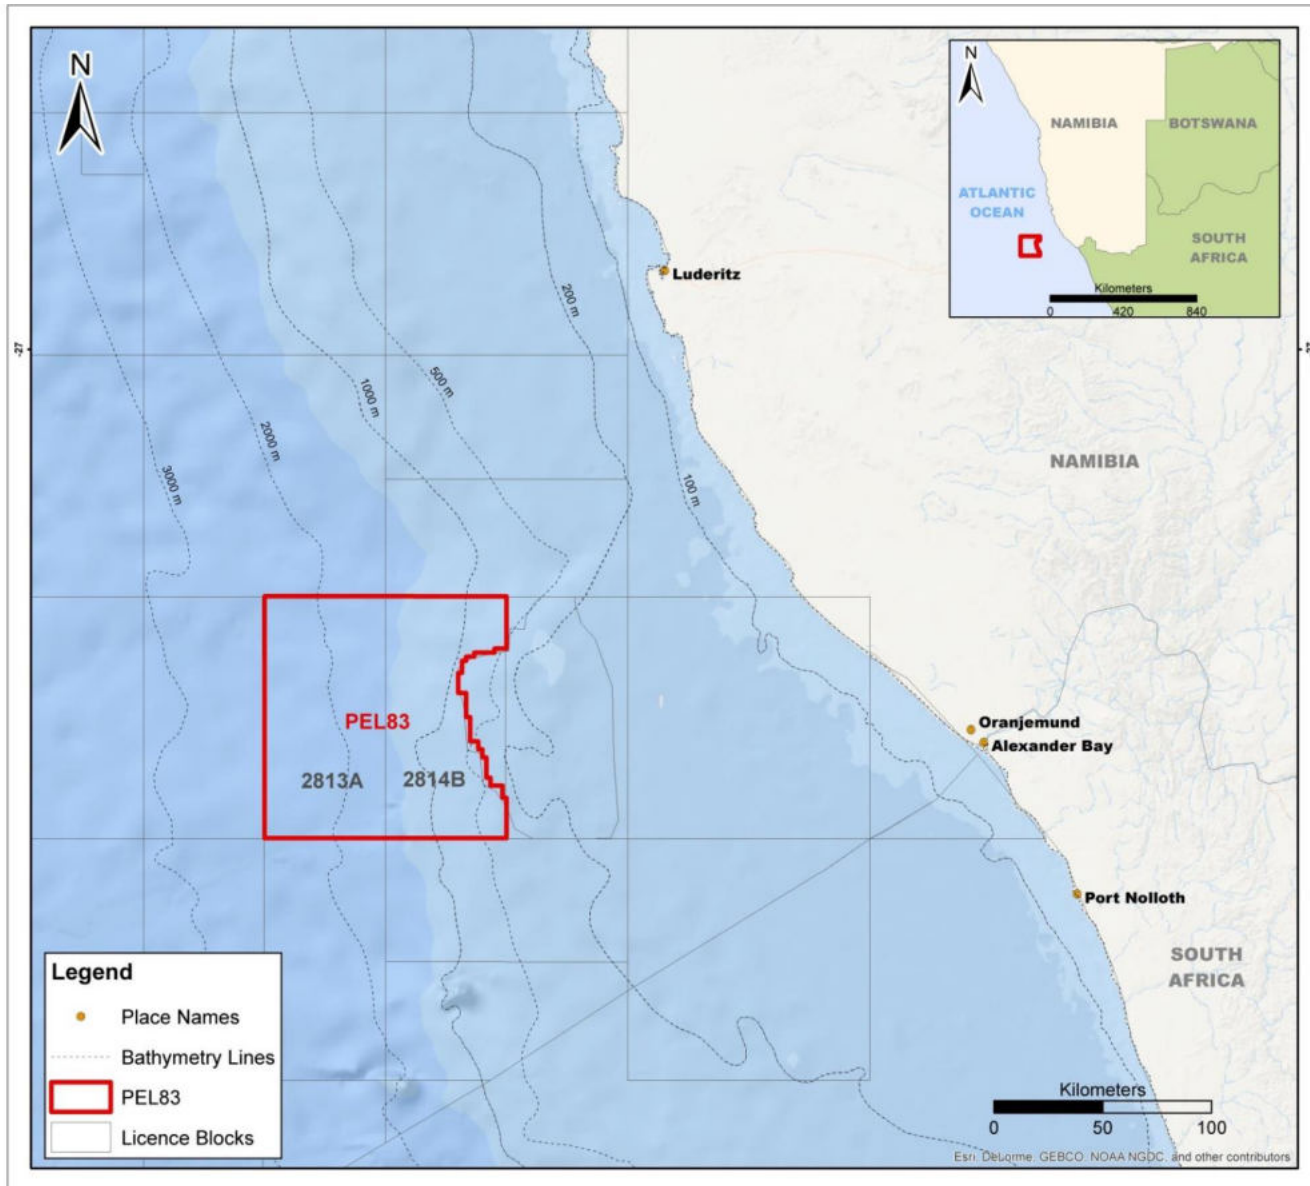 N
N
NAMIBIA
BOTSWANA
ATLANTIC
OCEAN
SOUTH
AFRICA
Kilometers
0 420 840
Luderitz
200 m
-27
1000 m
500 m
2000 m
3000 m
100 m
NAMIBIA
PEL83
2813A
2814B
Oranjemund
Alexander Bay
Port Nolloth
SOUTH
AFRICA
Legend
Place Names
Bathymetry Lines
PEL83
Licence Blocks
Kilometers
0 50 100
Esri, DeLorme, GEBCO, NOAA NGDC, and other contributors